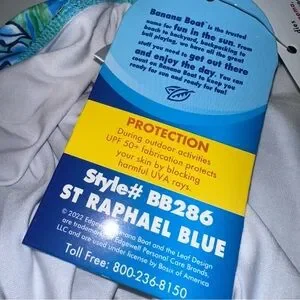 Banana Boat® is the trusted
name for fun in the sun. From
beach to backyard, backpacking to
ball playing, we have all the great
stuff you need to get out there
and enjoy the day. You can
count on Banana Boat to keep you
ready for sun and ready for fun!
PROTECTION
During outdoor activities
UPF 50+ fabrication protects
your skin by blocking
harmful UVA rays.
Style# BB286
ST RAPHAEL BLUE
© 2022 Edgewell. Banana Boat and the Leaf Design
are trademarks of Edgewell Personal Care Brands,
LLC and are used under license by Basix of America
Toll Free: 800-236-8150